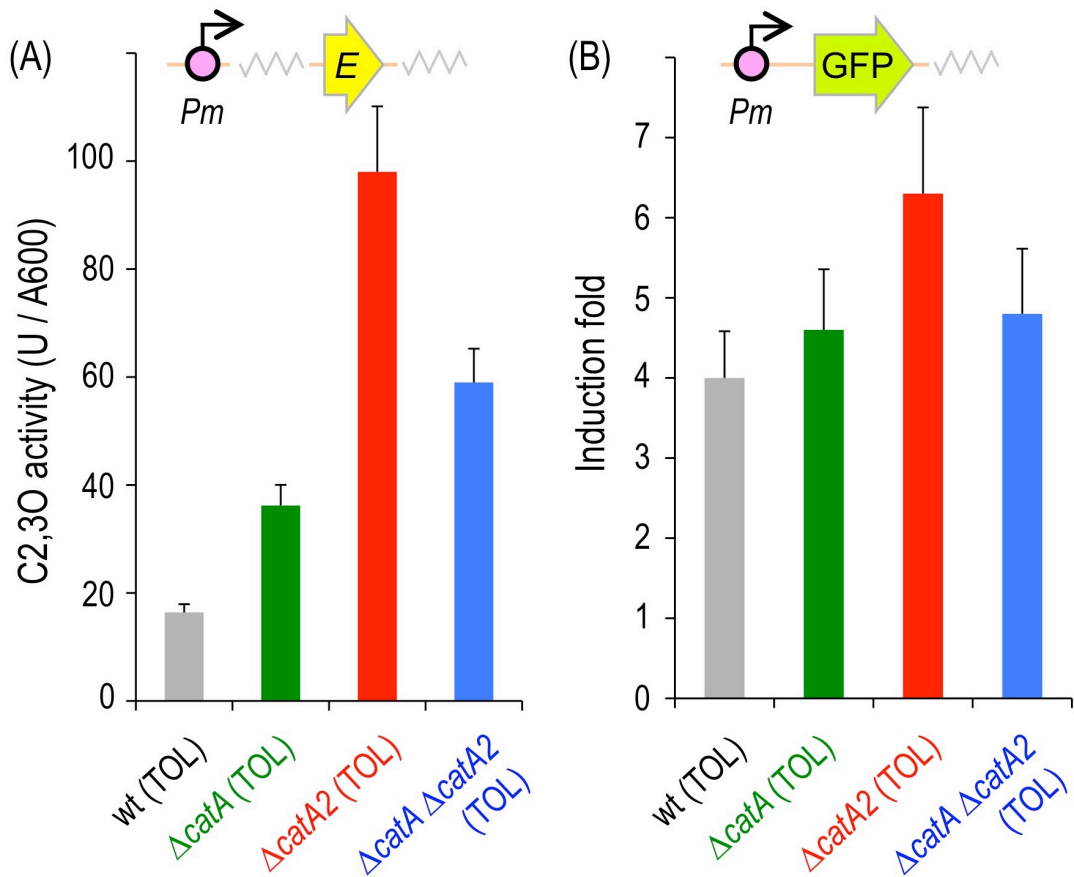 (A)
E
Pm
C2,3O activity (U / A600)
100
80
60
40
20
0
wt (TOL)
ΔcatA (TOL)
ΔcatA2 (TOL)
ΔcatA ΔcatA2
(TOL)
(B)
GFP
Pm
Induction fold
7
6
5
4
3
2
1
0
wt (TOL)
ΔcatA (TOL)
ΔcatA2 (TOL)
ΔcatA ΔcatA2
(TOL)